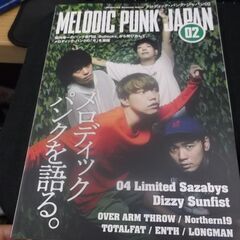 MELODIC PUNK JAPAN
02
メロディック
パンクを語る。
04 Limited Sazabys
Dizzy Sunfist
OVER ARM THROW / Northern19
TOTALFAT / ENTH / LONGMAN